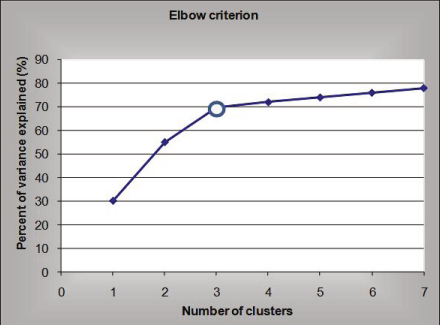 Elbow criterion
Percent of variance explained (%)
90
80
70
60
50
40
30
20
10
0
0 1 2 3 4 5 6 7
Number of clusters